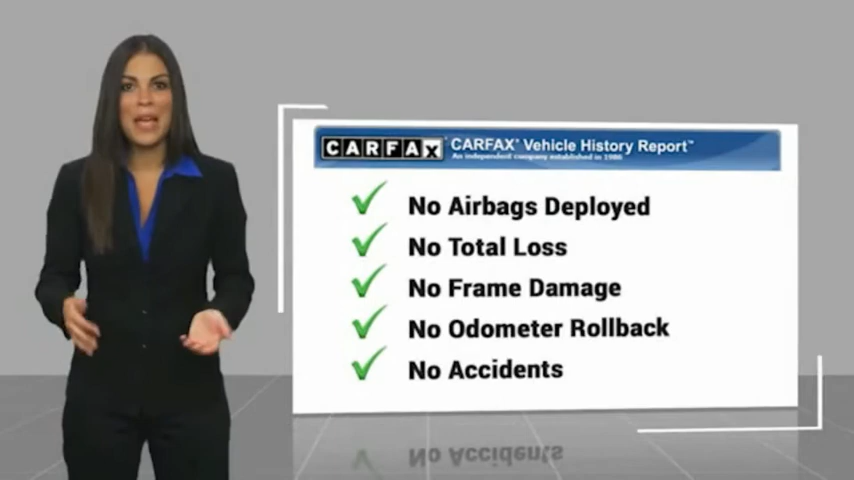 CARFAX CARFAX® Vehicle History Report™
An independent company established in 1986
No Airbags Deployed
No Total Loss
No Frame Damage
No Odometer Rollback
No Accidents
No Accidents